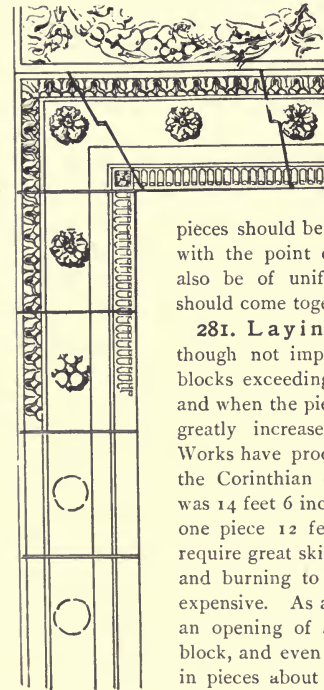 pieces should be
with the point
also be of unif
should come toge
281. Layin
though not imp
blocks exceeding
and when the pie
greatly increase
Works have proc
the Corinthian
was 14 feet 6 inc
one piece 12 fe
require great ski
and burning to
expensive. As a
an opening of
block, and even
in pieces about